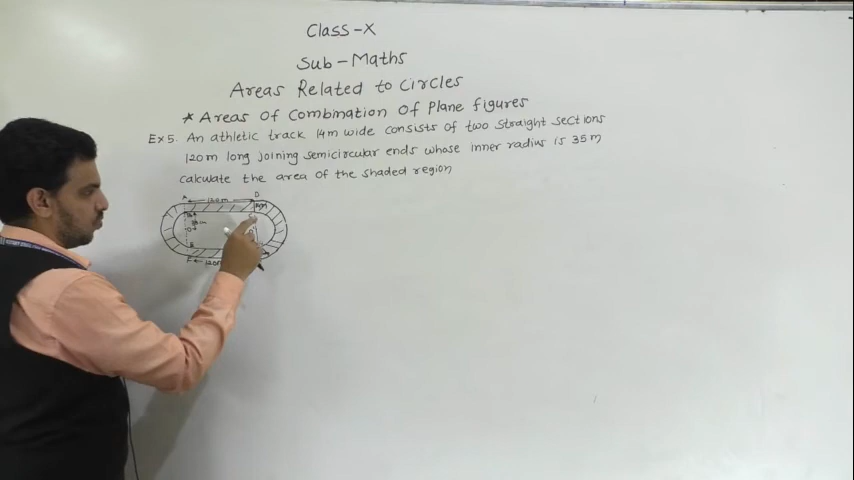 Class-X
Sub-Maths
Areas Related to Circles
* Areas Of Combination Of Plane figures
Ex 5. An athletic track 14m wide consists of two straight sections
120m long joining semicircular ends whose inner radius is 35m
calculate the area of the shaded region
A 120m D